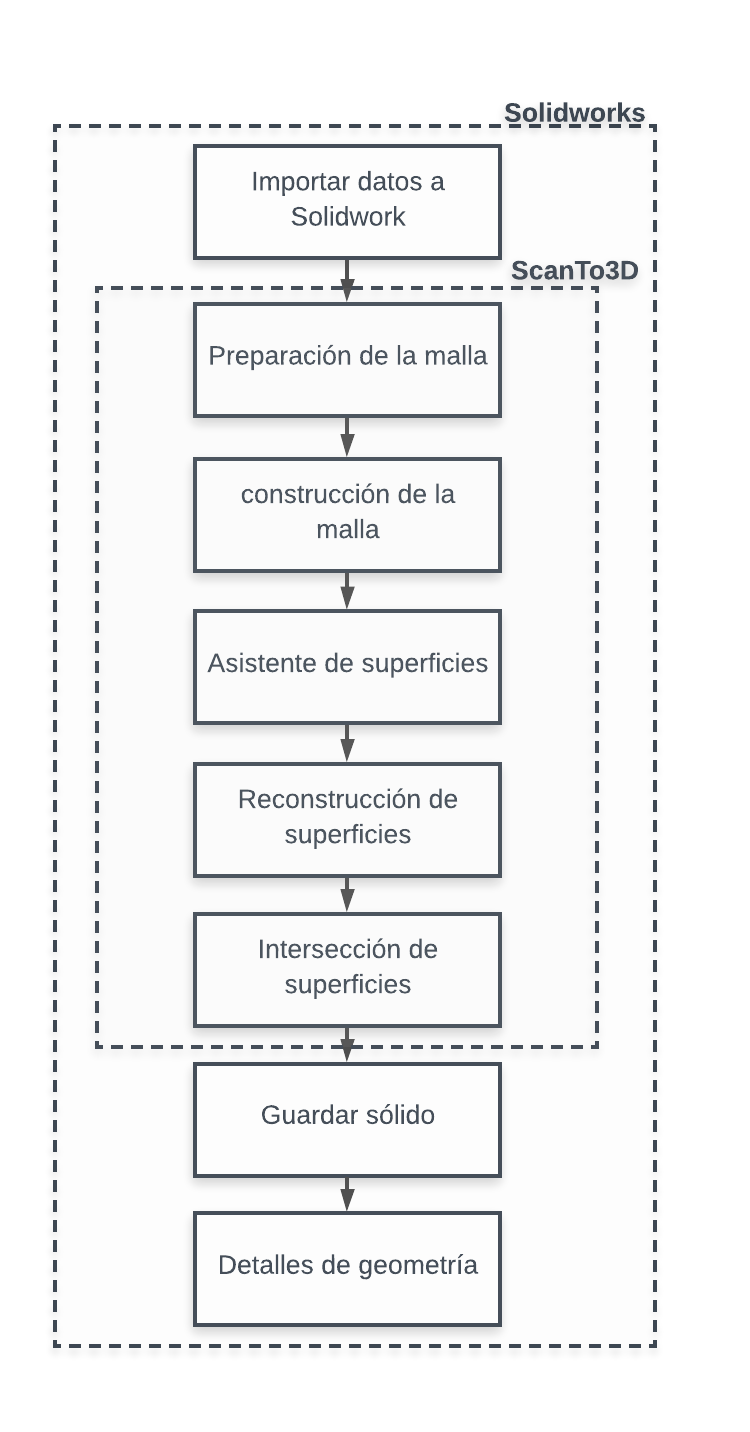 Solidworks
Importar datos a
Solidwork
ScanTo3D
Preparación de la malla
construcción de la
malla
Asistente de superficies
Reconstrucción de
superficies
Intersección de
superficies
Guardar sólido
Detalles de geometría